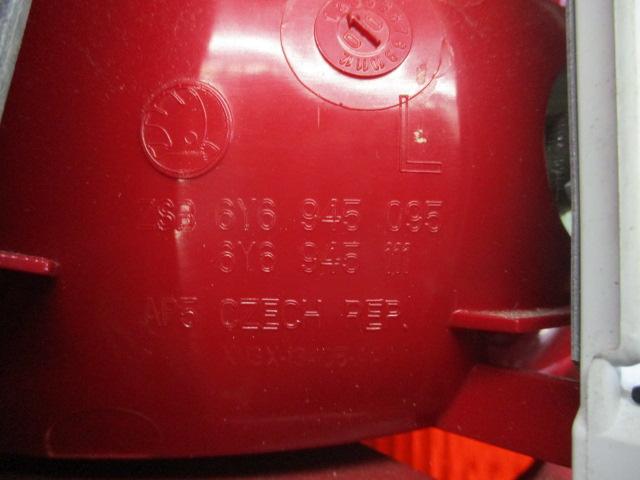 L
ZSB 6Y6 945 095
6Y6 945 111
AP5 CZECH REP.